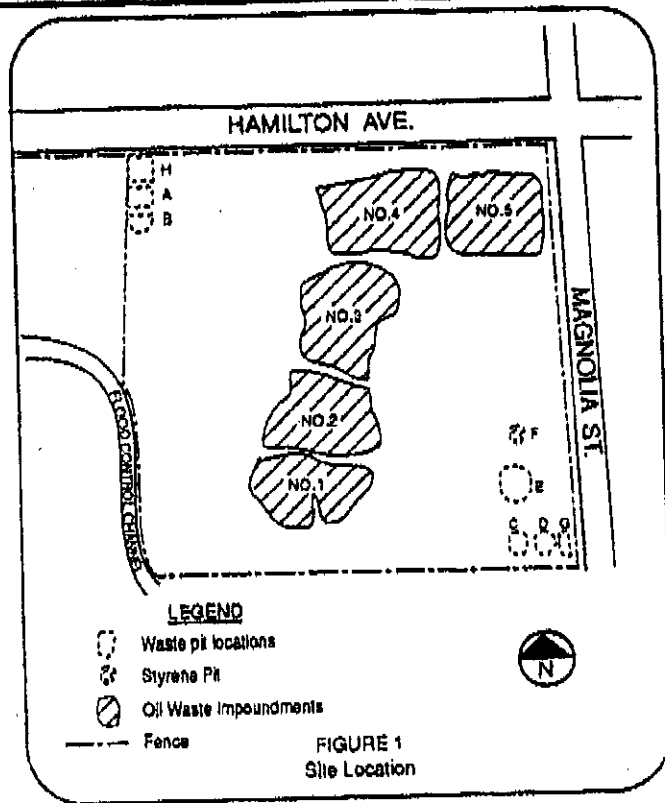 HAMILTON AVE.
H
A
B
NO.4
NO.5
NO.3
MAGNOLIA ST.
NO.2
F
NO.1
E
C D G
FLOOD CONTROL CHANNEL
LEGEND
Waste pit locations
Styrene Pit
Oil Waste Impoundments
Fence
N
FIGURE 1
Site Location